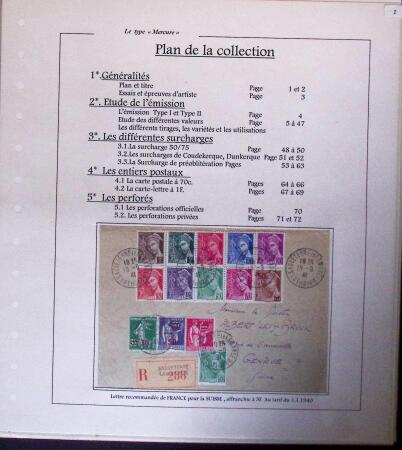 2
Le type « Mercure »
Plan de la collection
1*.Généralités
Plan et titre Page 1 et 2
Essais et épreuves d'artiste Page 3
2*. Etude de l'émission
L'émission Type I et Type II Page 4
Etude des différentes valeurs Page 5 à 47
Les différents tirages, les variétés et les utilisations
3*. Les différentes surcharges
3.1.La surcharge 50/75 Page 48 à 50
3.2.Les surcharges de Coudekerque, Dunkerque Page 51 et 52
3.3.La Surcharge de préoblitération Pages 53 à 63
4* Les entiers postaux
4.1 La carte postale à 70c. Pages 64 à 66
4.2 La carte-lettre à 1F. Pages 67 à 69
5* Les perforés
5.1 Les perforations officielles Page 70
5.2. Les perforations privées Pages 71 et 72
Monsieur
Genève
R
288
Lettre recommandée de FRANCE pour la SUISSE , affranchie à 5F. Au tarif du 1.1.1940